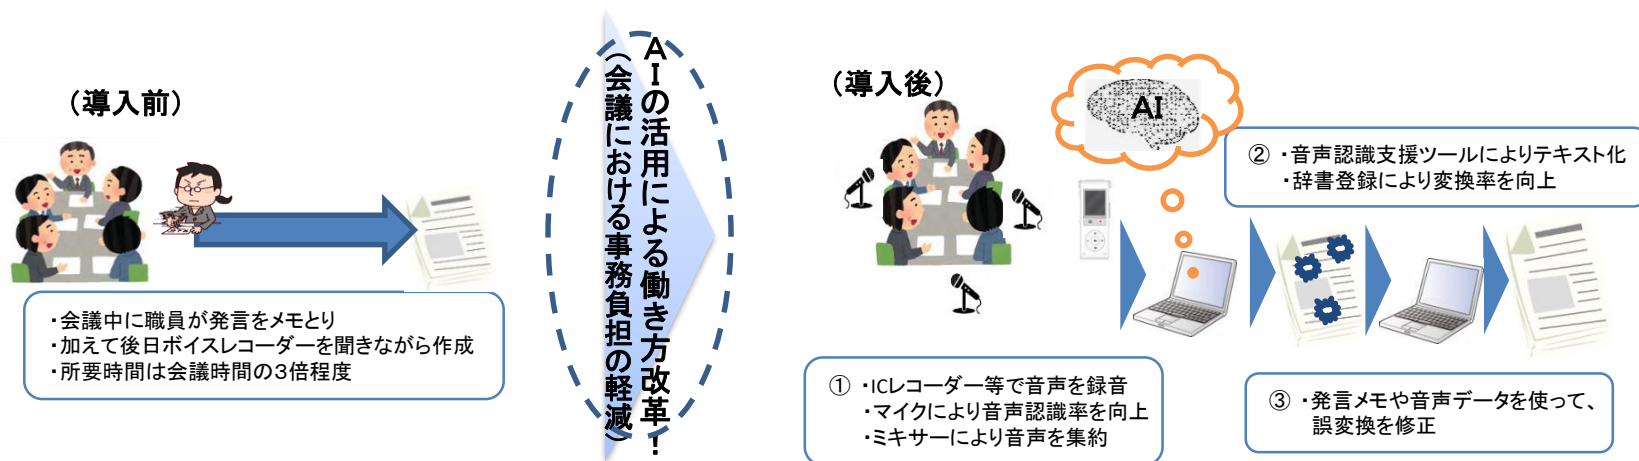 （導入前）
・会議中に職員が発言をメモとり
・加えて後日ボイスレコーダーを聞きながら作成
・所要時間は会議時間の３倍程度
ＡＩの活用による働き方改革！
（会議における事務負担の軽減）
（導入後）
AI
① ・ICレコーダー等で音声を録音
・マイクにより音声認識率を向上
・ミキサーにより音声を集約
② ・音声認識支援ツールによりテキスト化
・辞書登録により変換率を向上
③ ・発言メモや音声データを使って、
誤変換を修正